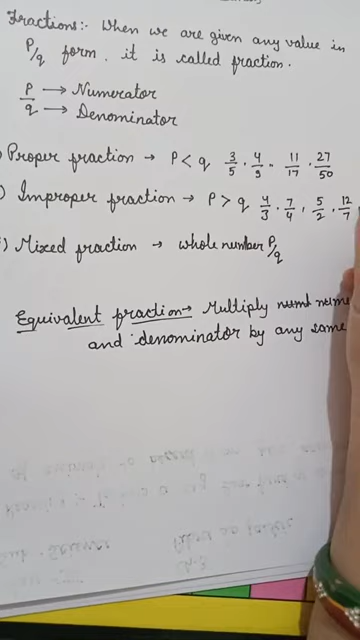 Fractions:- When we are given any value in
P/q form. it is called fraction.
P → Numerator
q → Denominator
) Proper fraction → P < q 3/5 . 4/9 . 11/17 . 27/50
) Improper fraction → P > q 4/3 . 7/4 , 5/2 . 12/7
) Mixed fraction → whole number P/q
Equivalent fraction → Multiply
and denominator by any same